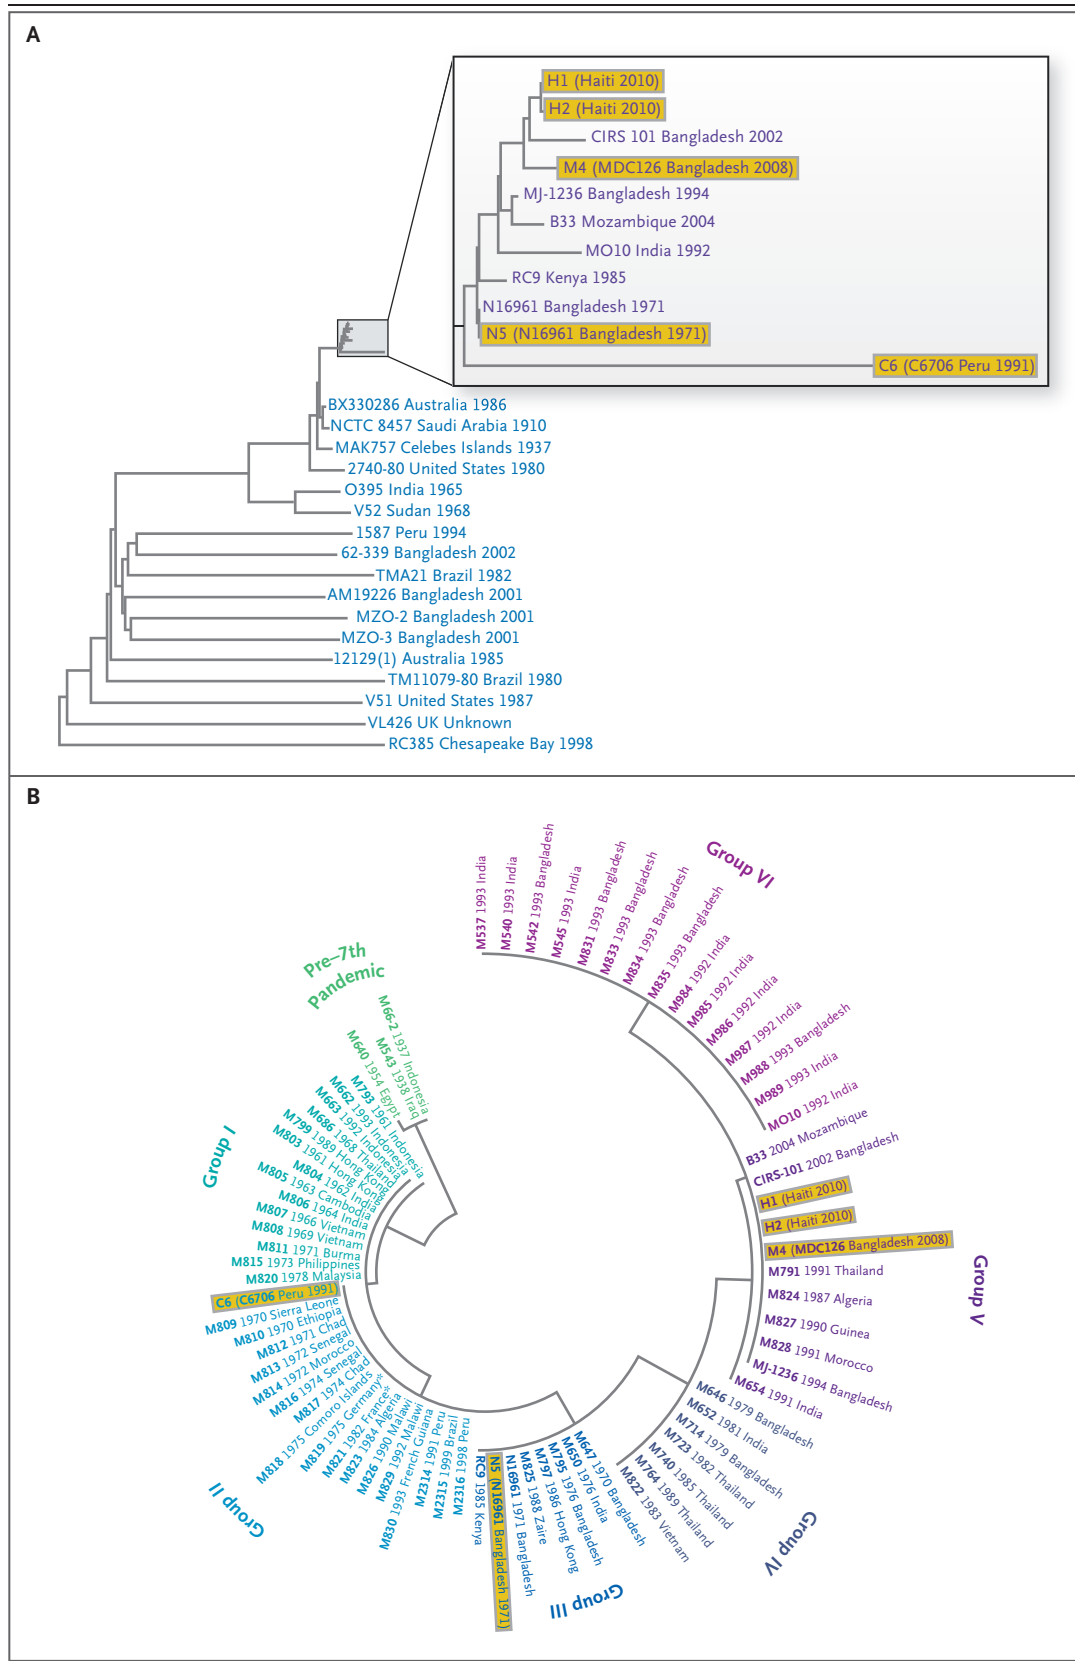 A
H1 (Haiti 2010)
H2 (Haiti 2010)
CIRS 101 Bangladesh 2002
M4 (MDC126 Bangladesh 2008)
MJ-1236 Bangladesh 1994
B33 Mozambique 2004
MO10 India 1992
RC9 Kenya 1985
N16961 Bangladesh 1971
N5 (N16961 Bangladesh 1971)
C6 (C6706 Peru 1991)
BX330286 Australia 1986
NCTC 8457 Saudi Arabia 1910
MAK757 Celebes Islands 1937
2740-80 United States 1980
O395 India 1965
V52 Sudan 1968
1587 Peru 1994
62-339 Bangladesh 2002
TMA21 Brazil 1982
AM19226 Bangladesh 2001
MZO-2 Bangladesh 2001
MZO-3 Bangladesh 2001
12129(1) Australia 1985
TM11079-80 Brazil 1980
V51 United States 1987
VL426 UK Unknown
RC385 Chesapeake Bay 1998
B
Group VI
M537 1993 India
M540 1993 India
M542 1993 Bangladesh
M545 1993 India
M831 1993 Bangladesh
M833 1993 Bangladesh
M834 1993 Bangladesh
M835 1993 Bangladesh
M984 1992 India
M985 1992 India
M986 1992 India
M987 1992 India
M988 1993 Bangladesh
M989 1993 India
MO10 1992 India
B33 2004 Mozambique
CIRS-101 2002 Bangladesh
H1 (Haiti 2010)
H2 (Haiti 2010)
M4 (MDC126 Bangladesh 2008)
M791 1991 Thailand
M824 1987 Algeria
M827 1990 Guinea
M828 1991 Morocco
MJ-1236 1994 Bangladesh
M654 1991 India
Group V
M646 1979 Bangladesh
M652 1981 India
M714 1979 Bangladesh
M723 1982 Thailand
M740 1985 Thailand
M764 1989 Thailand
M822 1983 Vietnam
Group IV
M647 1970 Bangladesh
M650 1976 India
M795 1976 Bangladesh
M797 1986 Hong Kong
M825 1988 Zaire
N16961 1971 Bangladesh
N5 (N16961 Bangladesh 1971)
RC9 1985 Kenya
Group III
M2316 1998 Peru
M2315 1999 Brazil
M2314 1991 Peru
M830 1993 French Guiana
M829 1992 Malawi
M826 1990 Malawi
M823 1984 Algeria
M821 1982 France*
M819 1975 Germany*
M818 1975 Comoro Islands
M817 1974 Chad
M816 1974 Senegal
M814 1972 Morocco
M813 1972 Senegal
M812 1971 Chad
M810 1970 Ethiopia
M809 1970 Sierra Leone
C6 (C6706 Peru 1991)
Group II
M820 1978 Malaysia
M815 1973 Philippines
M811 1971 Burma
M808 1969 Vietnam
M807 1966 Vietnam
M806 1964 India
M805 1963 Cambodia
M804 1962 India
M803 1961 Hong Kong
M799 1989 Hong Kong
M686 1968 Thailand
M663 1992 Indonesia
M662 1993 Indonesia
M793 1961 Indonesia
Group I
M640 1954 Egypt
M543 1938 Iraq
M66-2 1937 Indonesia
Pre–7th
Pandemic